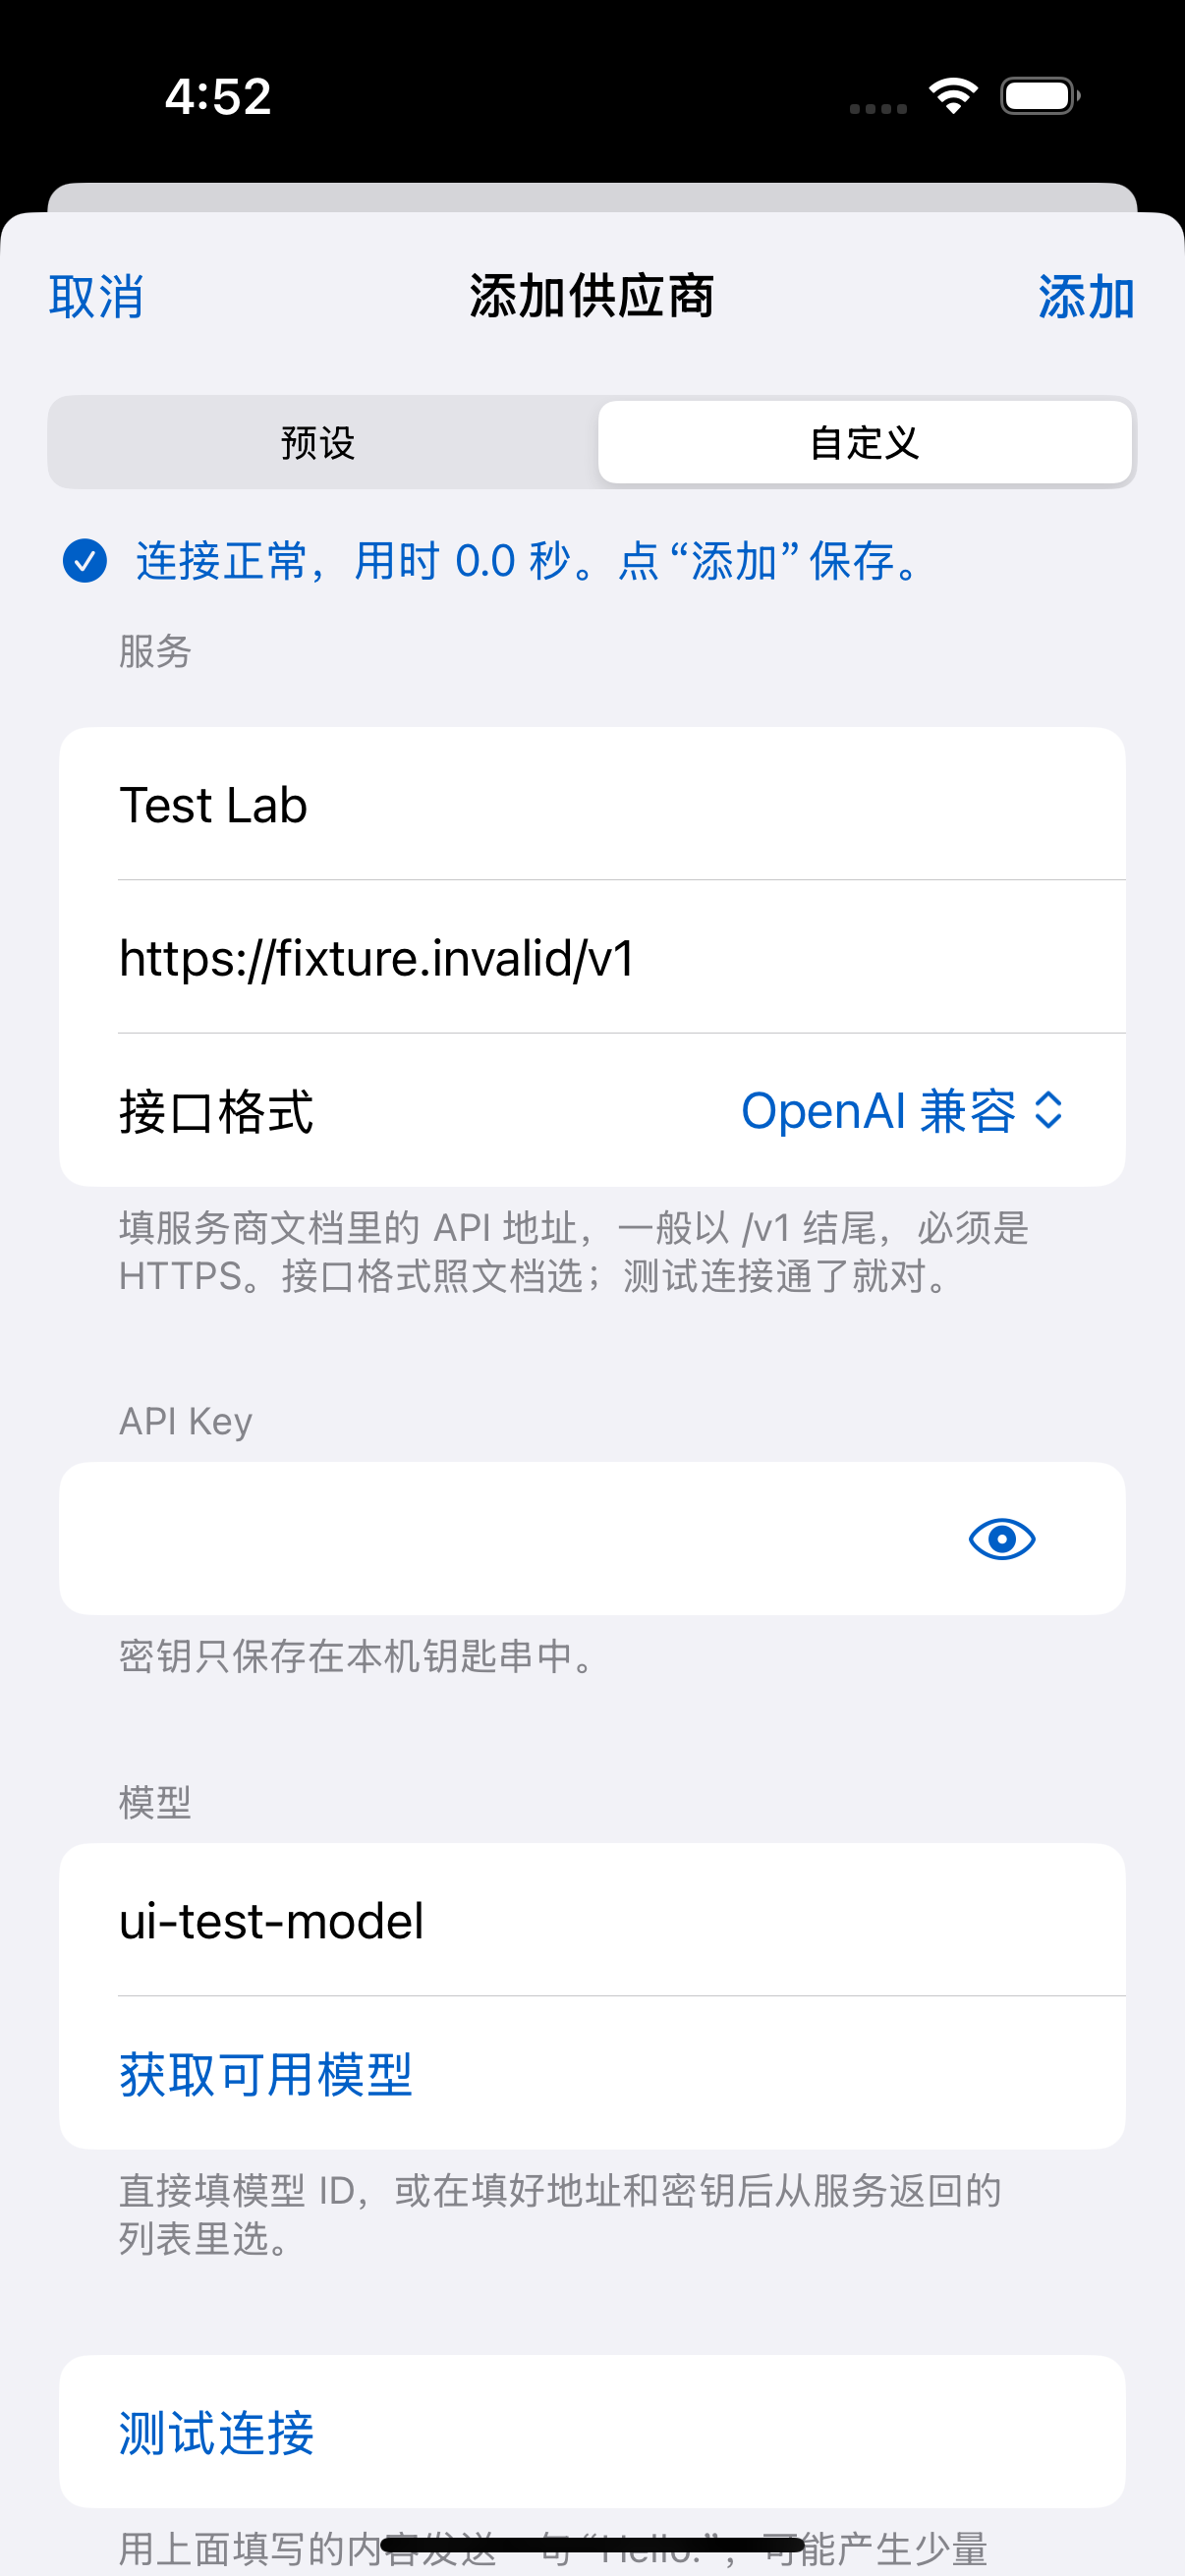 4:52
取消
添加供应商
添加
预设
自定义
连接正常，用时 0.0 秒。点 “添加” 保存。
服务
Test Lab
https://fixture.invalid/v1
接口格式
OpenAI 兼容
填服务商文档里的 API 地址，一般以 /v1 结尾，必须是
HTTPS。接口格式照文档选；测试连接通了就对。
API Key
密钥只保存在本机钥匙串中。
模型
ui-test-model
获取可用模型
直接填模型 ID，或在填好地址和密钥后从服务返回的
列表里选。
测试连接
用上面填写的内容发送一句 “Hello.”，可能产生少量